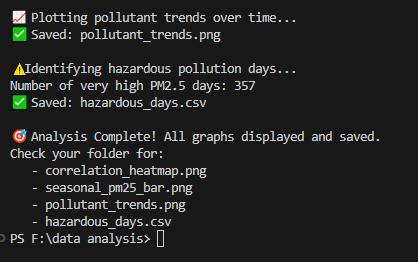 📈 Plotting pollutant trends over time...
✅ Saved: pollutant_trends.png
⚠️Identifying hazardous pollution days...
Number of very high PM2.5 days: 357
✅ Saved: hazardous_days.csv
🎯 Analysis Complete! All graphs displayed and saved.
Check your folder for:
- correlation_heatmap.png
- seasonal_pm25_bar.png
- pollutant_trends.png
- hazardous_days.csv
PS F:\data analysis>